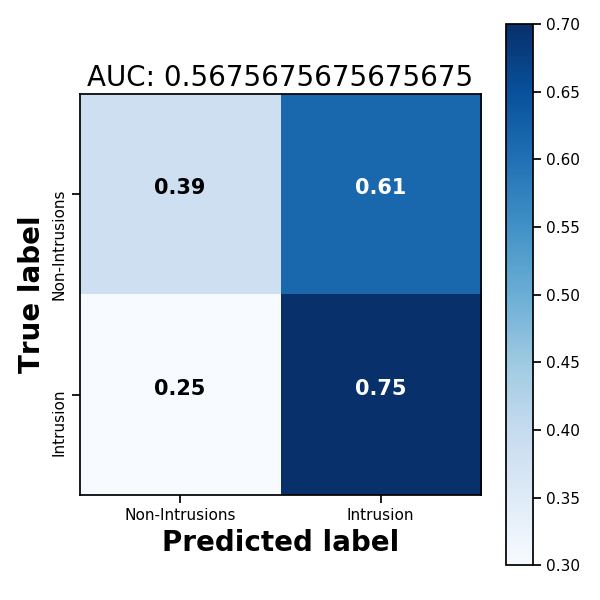 AUC: 0.5675675675675675
True label
Non-Intrusions
Intrusion
0.39
0.61
0.25
0.75
Non-Intrusions
Intrusion
Predicted label
0.70
0.65
0.60
0.55
0.50
0.45
0.40
0.35
0.30